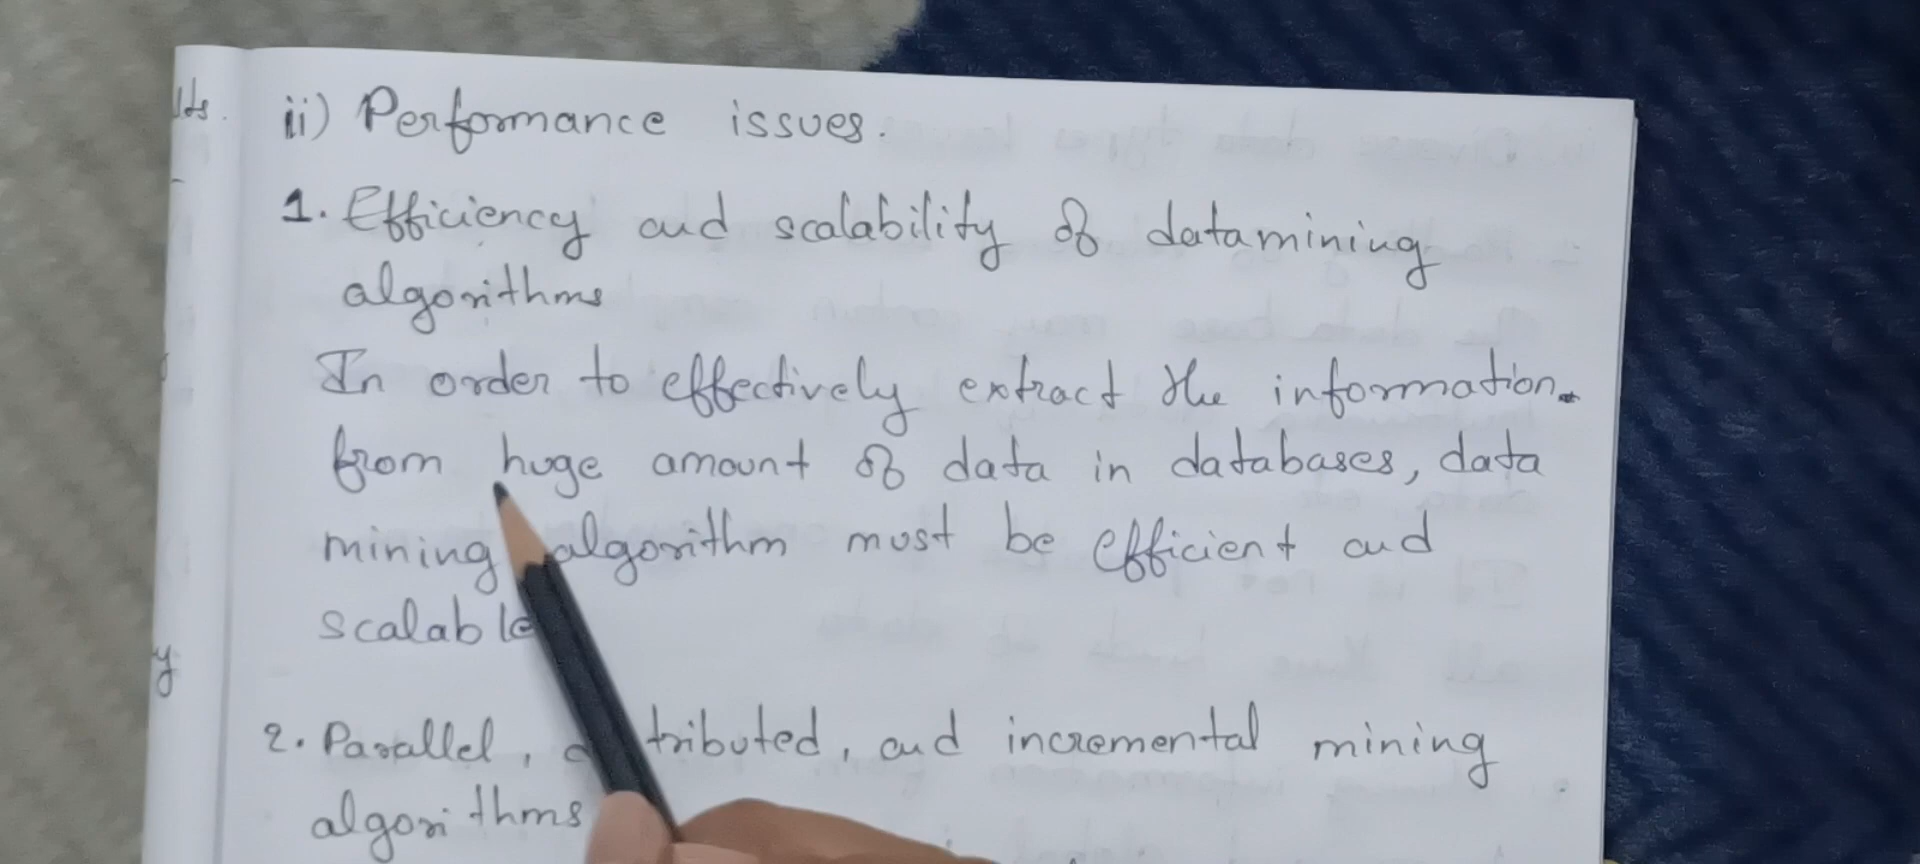 ii) Performance issues.
1. Efficiency and scalability of datamining
algorithms
In order to effectively extract the information
from huge amount of data in databases, data
mining algorithm must be efficient and
scalable
2. Parallel, and incremental mining
algorithms
y